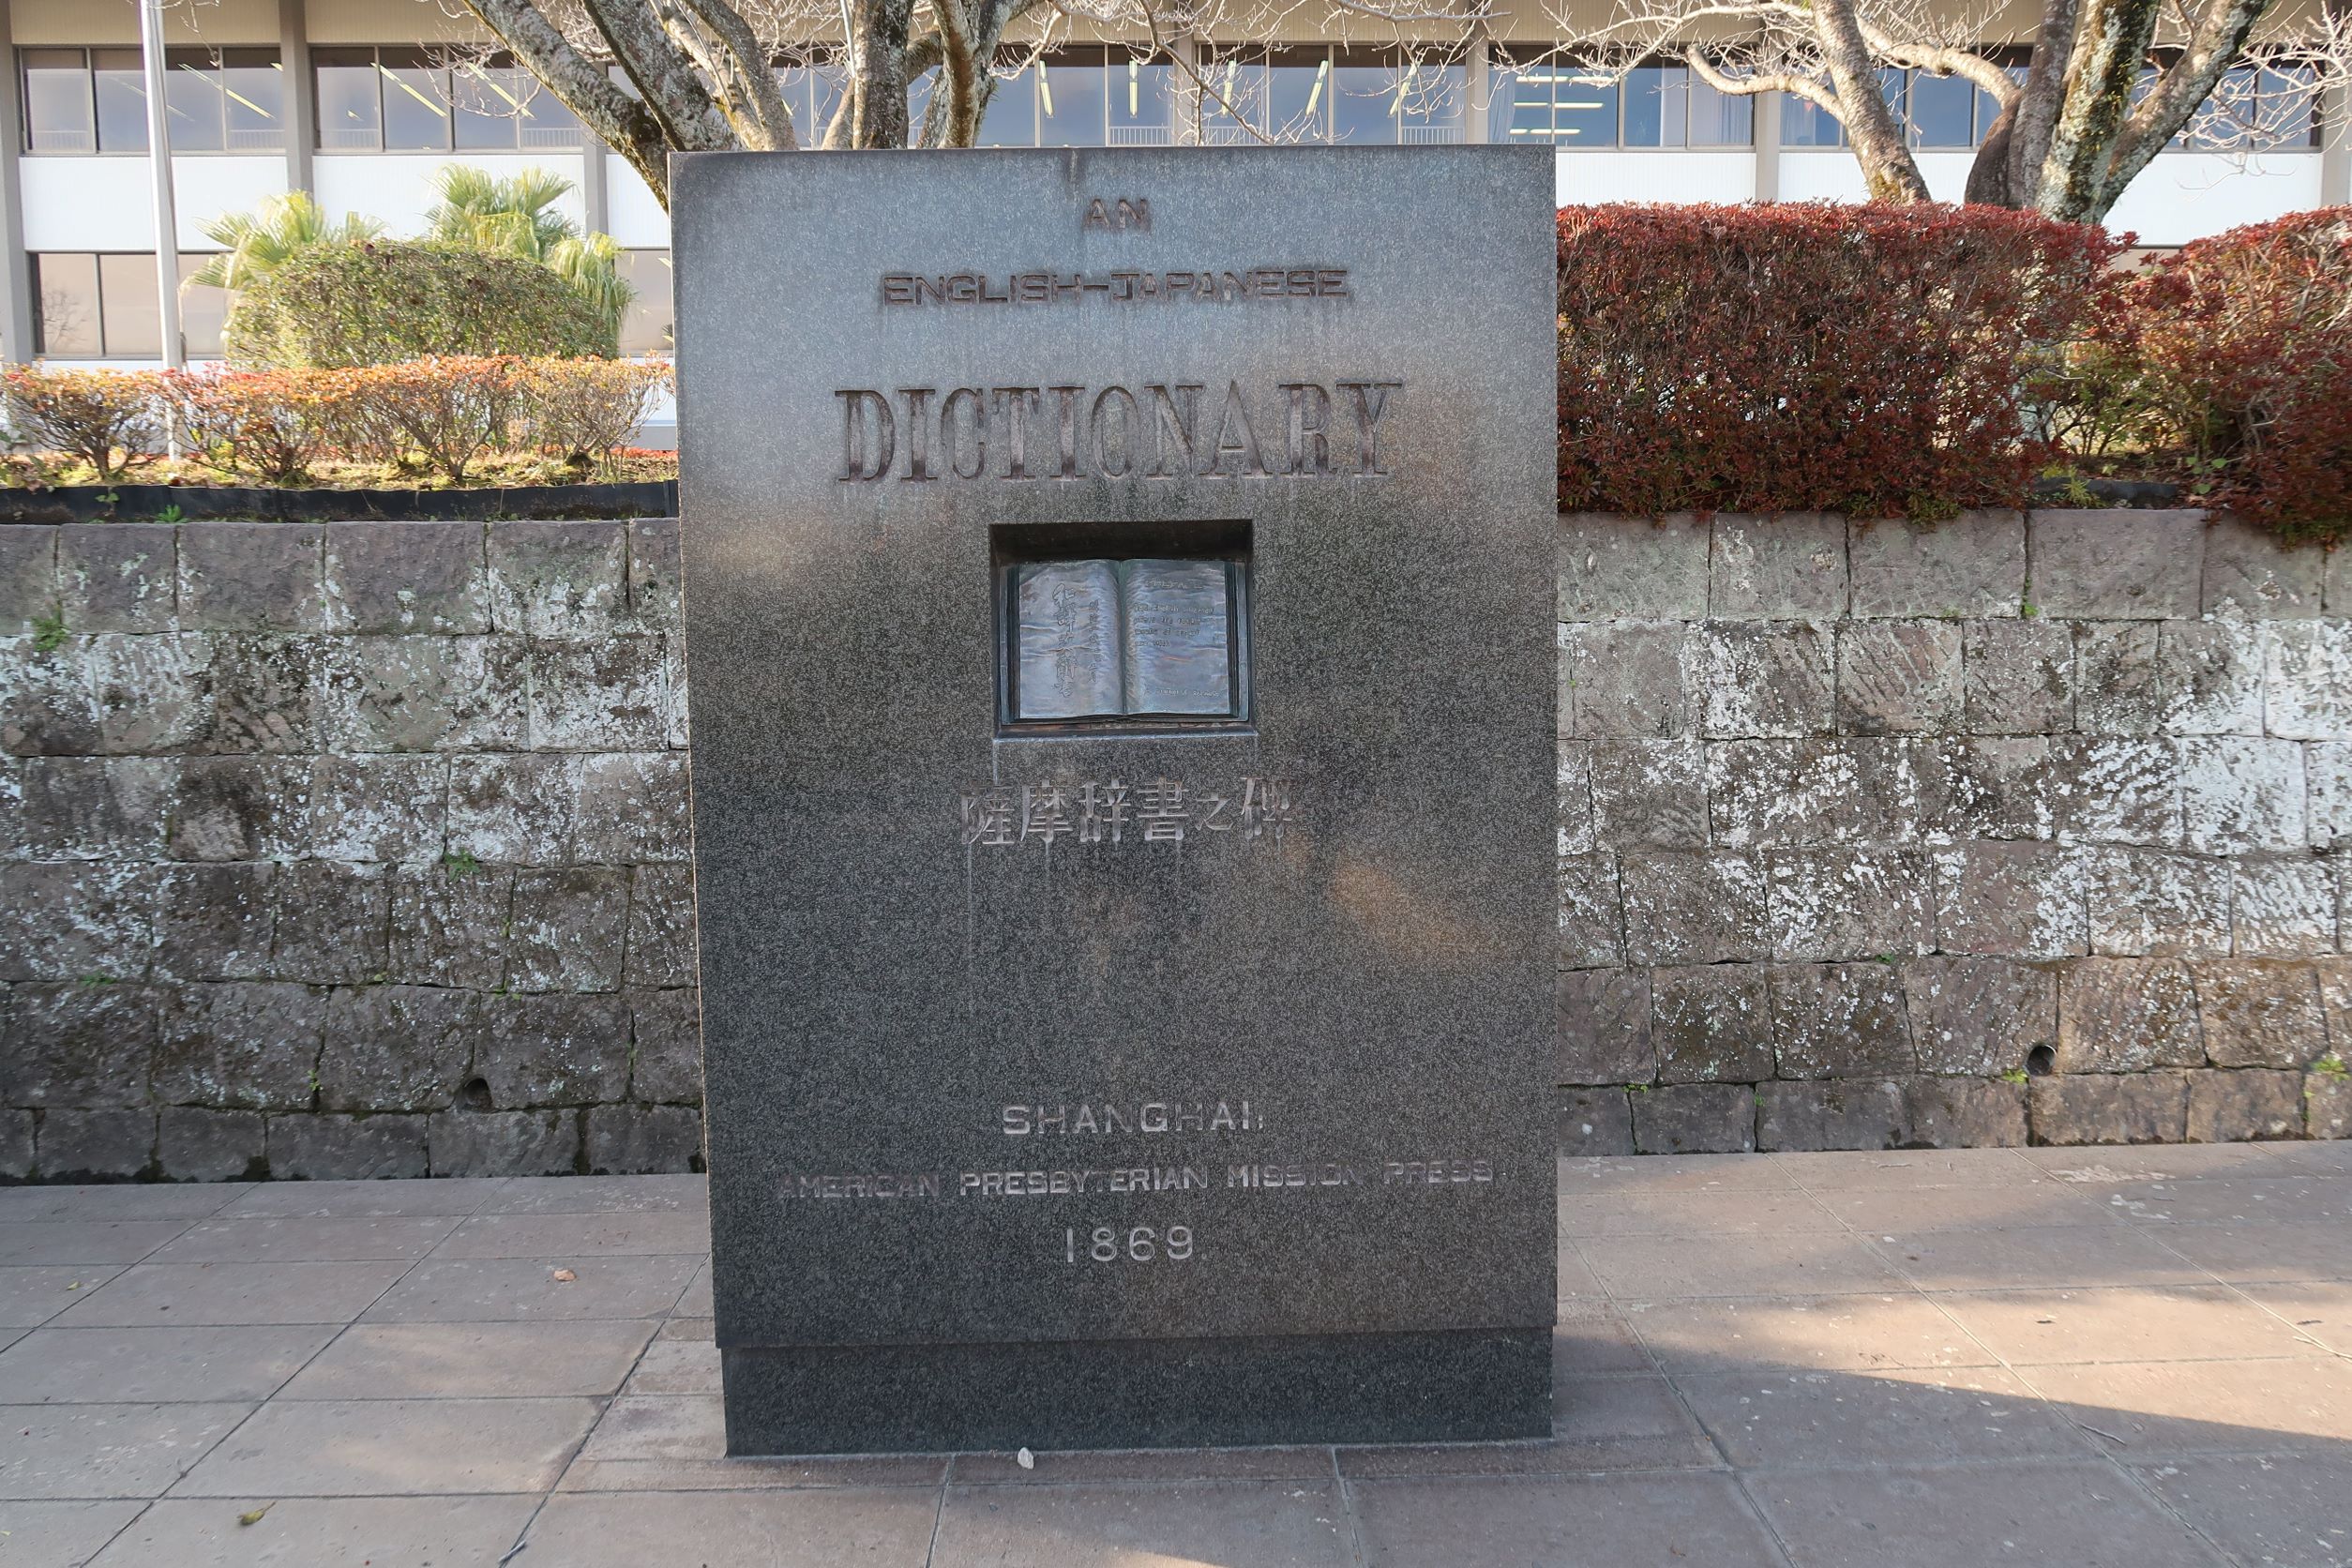 AN
ENGLISH-JAPANESE
DICTIONARY
薩摩辞書之碑
SHANGHAI:
AMERICAN PRESBYTERIAN MISSION PRESS
1869.